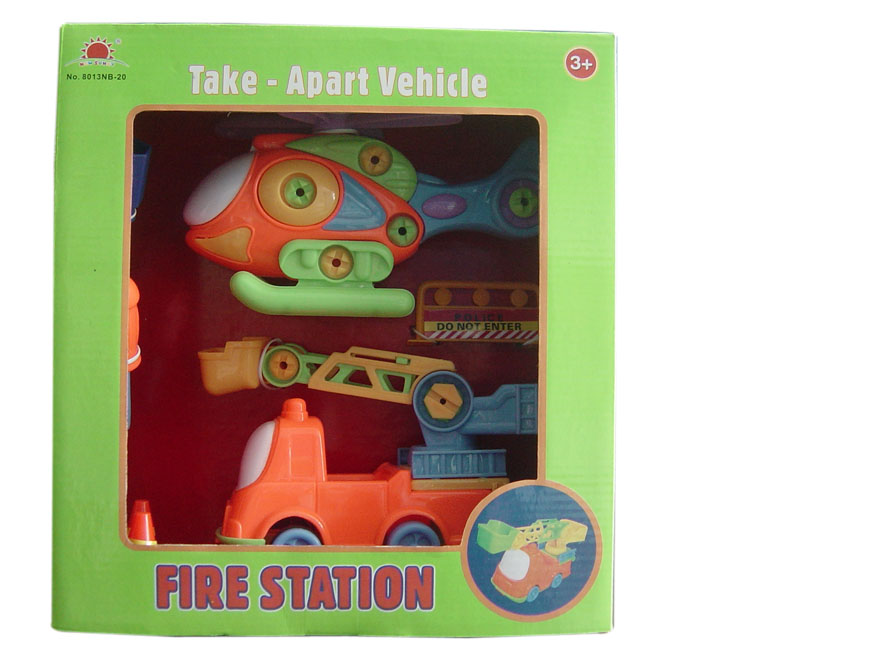 No. 8013NB-20
Take - Apart Vehicle
3+
POLICE
DO NOT ENTER
FIRE STATION